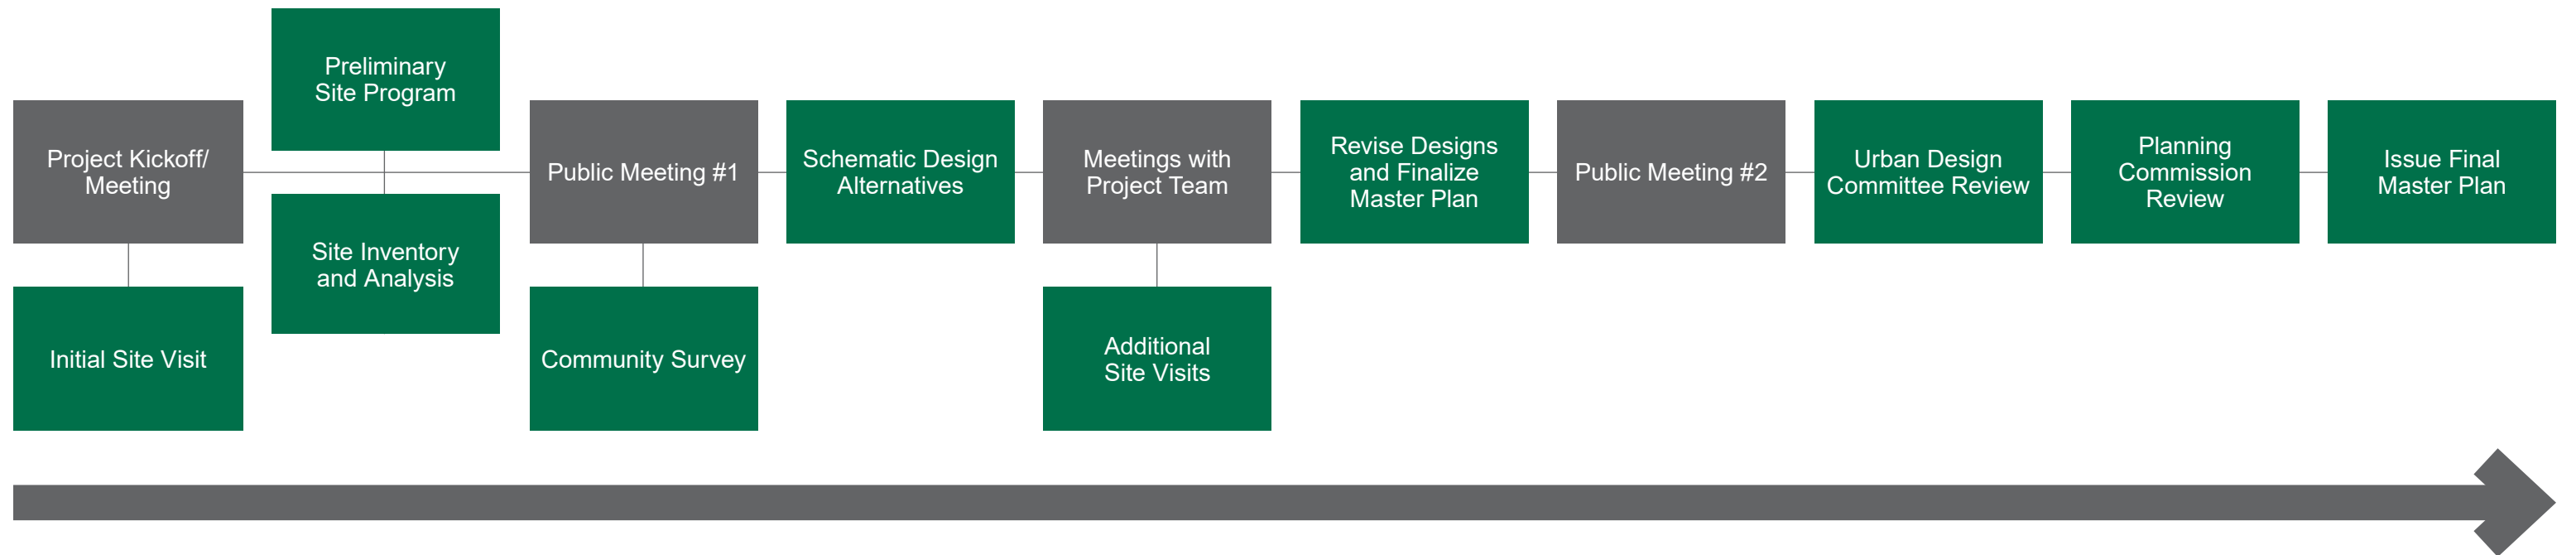 Project Kickoff/
Meeting
Initial Site Visit
Preliminary
Site Program
Site Inventory
and Analysis
Public Meeting #1
Community Survey
Schematic Design
Alternatives
Meetings with
Project Team
Additional
Site Visits
Revise Designs
and Finalize
Master Plan
Public Meeting #2
Urban Design
Committee Review
Planning
Commission
Review
Issue Final
Master Plan